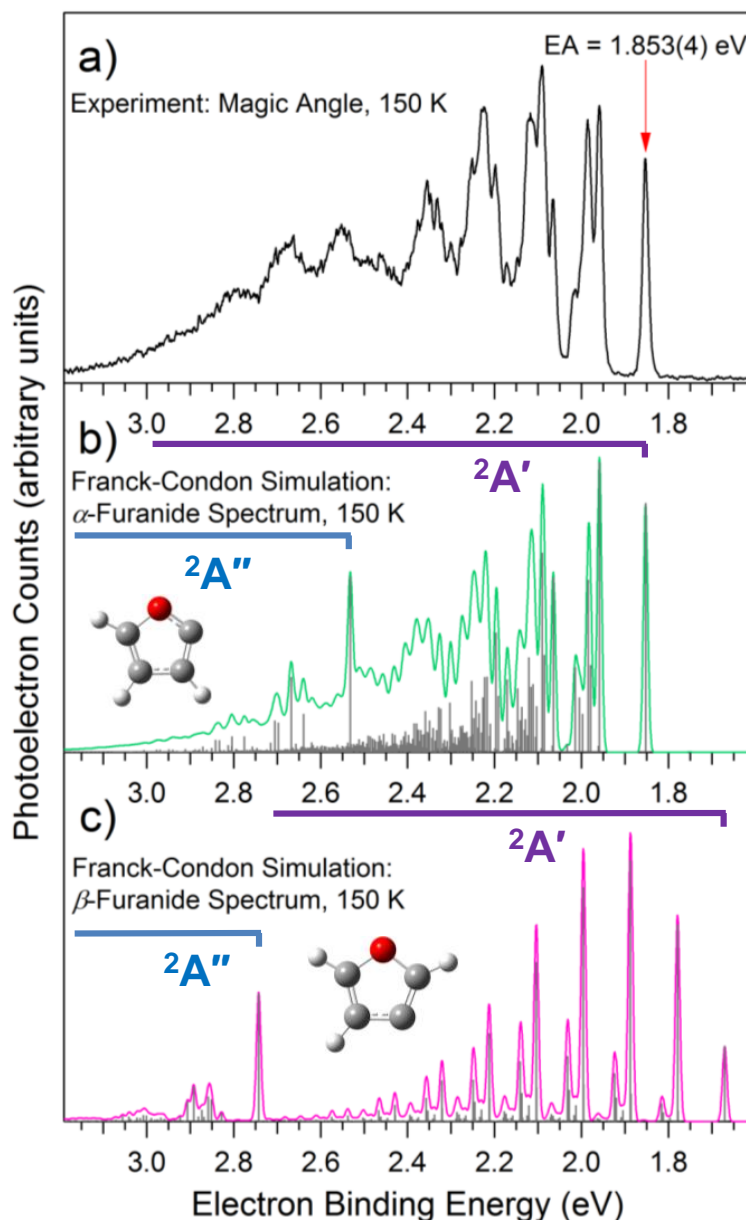 Photoelectron Counts (arbitrary units)
a)
EA = 1.853(4) eV
Experiment: Magic Angle, 150 K
3.0 2.8 2.6 2.4 2.2 2.0 1.8
b)
²A′
Franck-Condon Simulation:
α-Furanide Spectrum, 150 K
²A″
3.0 2.8 2.6 2.4 2.2 2.0 1.8
c)
²A′
Franck-Condon Simulation:
β-Furanide Spectrum, 150 K
²A″
3.0 2.8 2.6 2.4 2.2 2.0 1.8
Electron Binding Energy (eV)